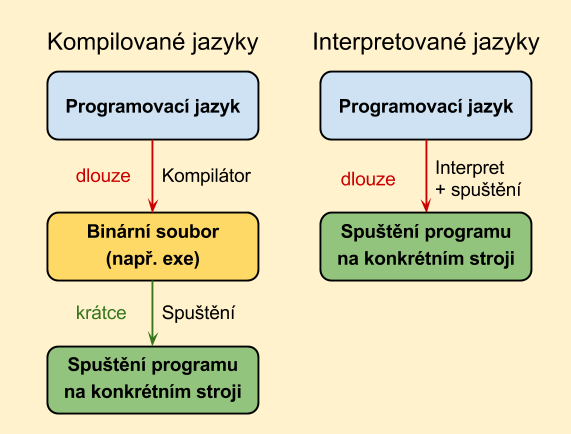 Kompilované jazyky
Programovací jazyk
dlouze
Kompilátor
Binární soubor
(např. exe)
krátce
Spuštění
Spuštění programu
na konkrétním stroji
Interpretované jazyky
Programovací jazyk
dlouze
Interpret
+ spuštění
Spuštění programu
na konkrétním stroji